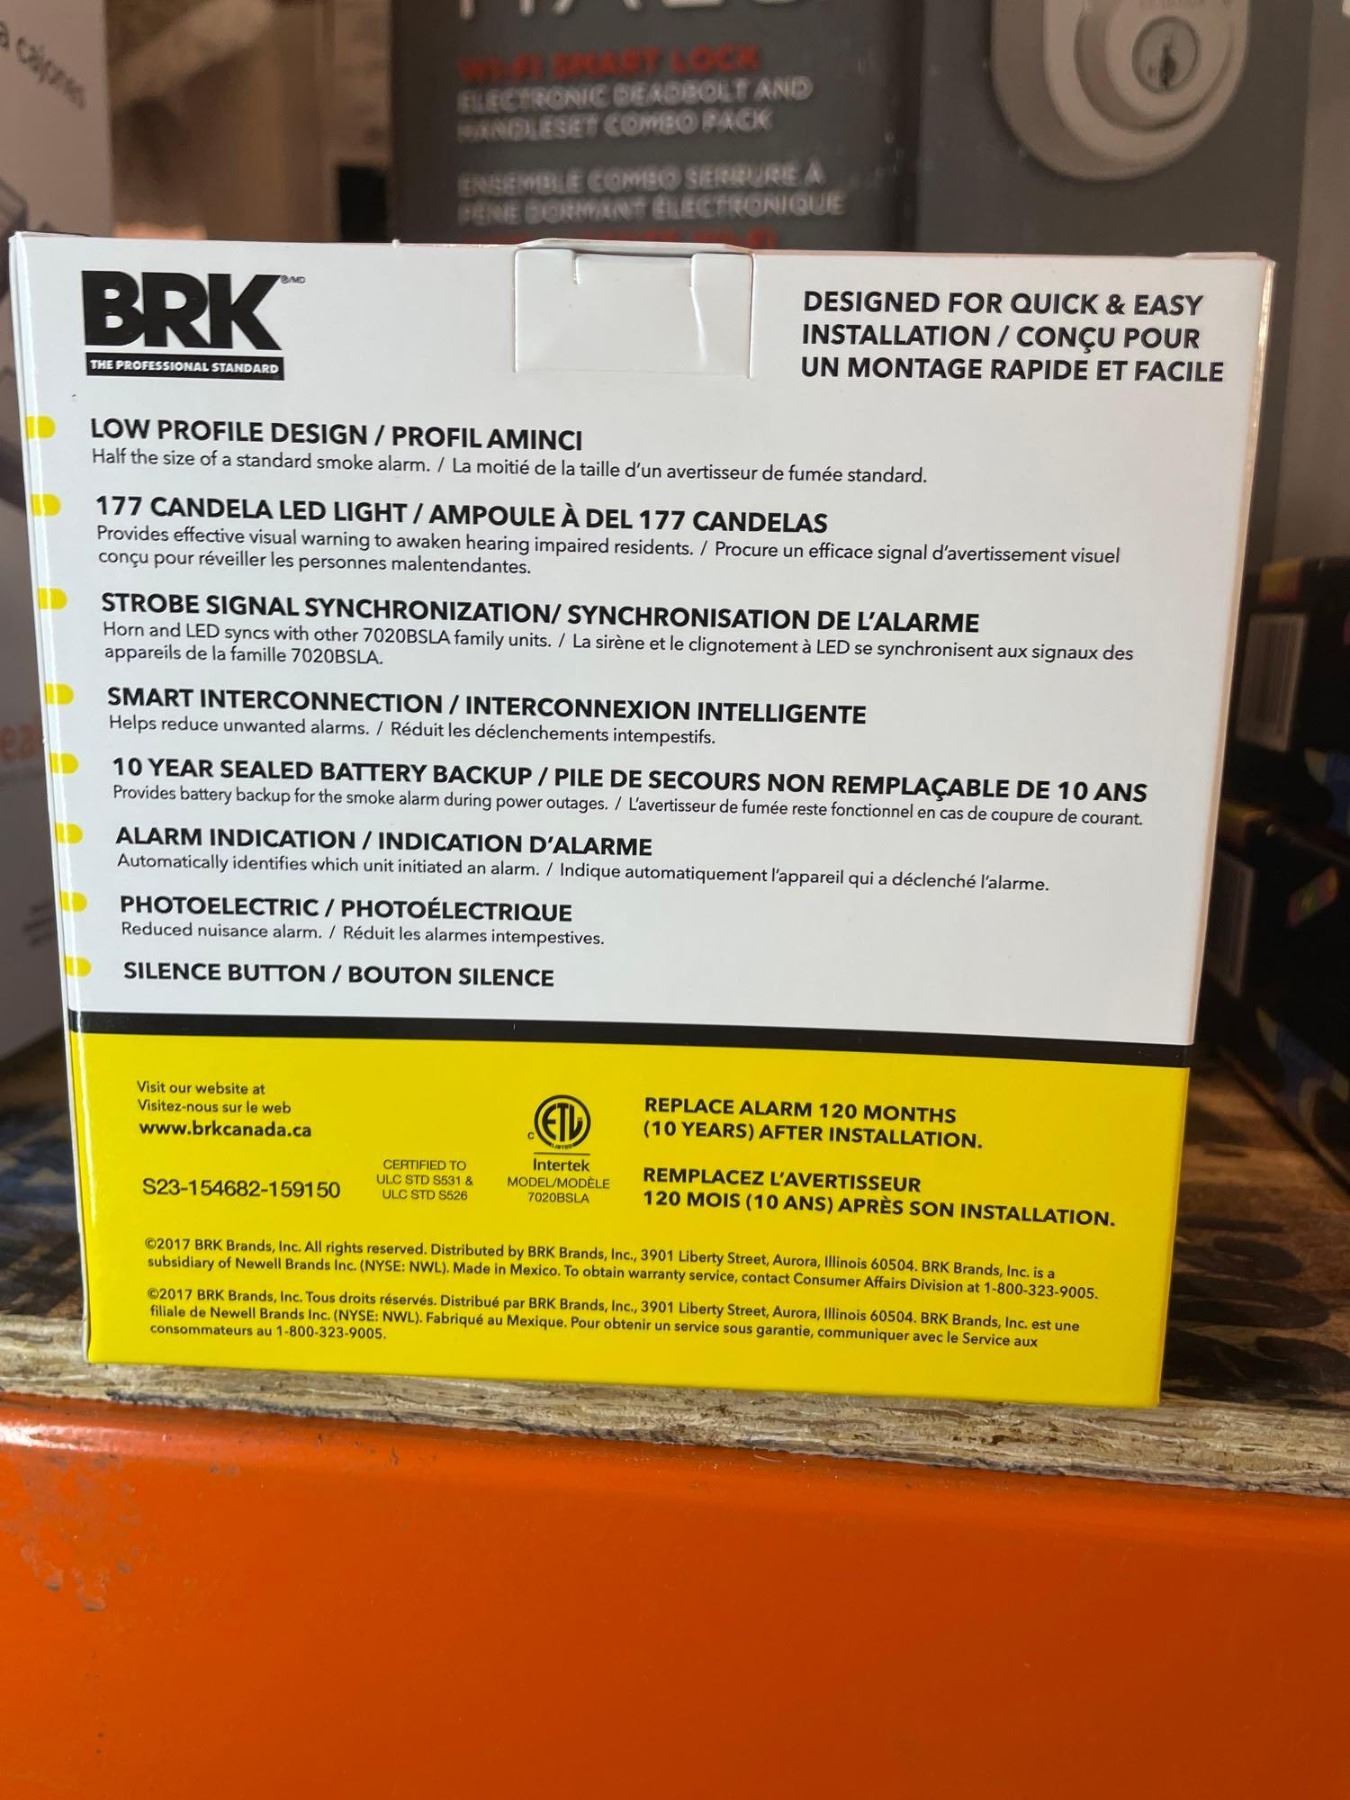 WI-FI SMART LOCK
ELECTRONIC DEADBOLT AND
HANDLESET COMBO PACK
ENSEMBLE COMBO SERRURE À
PÊNE DORMANT ÉLECTRONIQUE
a cajones
BRK ®/MD
THE PROFESSIONAL STANDARD
DESIGNED FOR QUICK & EASY
INSTALLATION / CONÇU POUR
UN MONTAGE RAPIDE ET FACILE
LOW PROFILE DESIGN / PROFIL AMINCI
Half the size of a standard smoke alarm. / La moitié de la taille d'un avertisseur de fumée standard.
177 CANDELA LED LIGHT / AMPOULE À DEL 177 CANDELAS
Provides effective visual warning to awaken hearing impaired residents. / Procure un efficace signal d'avertissement visuel
conçu pour réveiller les personnes malentendantes.
STROBE SIGNAL SYNCHRONIZATION/ SYNCHRONISATION DE L'ALARME
Horn and LED syncs with other 7020BSLA family units. / La sirène et le clignotement à LED se synchronisent aux signaux des
appareils de la famille 7020BSLA.
SMART INTERCONNECTION / INTERCONNEXION INTELLIGENTE
Helps reduce unwanted alarms. / Réduit les déclenchements intempestifs.
10 YEAR SEALED BATTERY BACKUP / PILE DE SECOURS NON REMPLAÇABLE DE 10 ANS
Provides battery backup for the smoke alarm during power outages. / L'avertisseur de fumée reste fonctionnel en cas de coupure de courant.
ALARM INDICATION / INDICATION D'ALARME
Automatically identifies which unit initiated an alarm. / Indique automatiquement l'appareil qui a déclenché l'alarme.
PHOTOELECTRIC / PHOTOÉLECTRIQUE
Reduced nuisance alarm. / Réduit les alarmes intempestives.
SILENCE BUTTON / BOUTON SILENCE
Visit our website at
Visitez-nous sur le web
www.brkcanada.ca
S23-154682-159150
CERTIFIED TO
ULC STD S531 &
ULC STD S526
C ETL
LISTED
Intertek
MODEL/MODÈLE
7020BSLA
REPLACE ALARM 120 MONTHS
(10 YEARS) AFTER INSTALLATION.
REMPLACEZ L'AVERTISSEUR
120 MOIS (10 ANS) APRÈS SON INSTALLATION.
©2017 BRK Brands, Inc. All rights reserved. Distributed by BRK Brands, Inc., 3901 Liberty Street, Aurora, Illinois 60504. BRK Brands, Inc. is a
subsidiary of Newell Brands Inc. (NYSE: NWL). Made in Mexico. To obtain warranty service, contact Consumer Affairs Division at 1-800-323-9005.
©2017 BRK Brands, Inc. Tous droits réservés. Distribué par BRK Brands, Inc., 3901 Liberty Street, Aurora, Illinois 60504. BRK Brands, Inc. est une
filiale de Newell Brands Inc. (NYSE: NWL). Fabriqué au Mexique. Pour obtenir un service sous garantie, communiquer avec le Service aux
consommateurs au 1-800-323-9005.